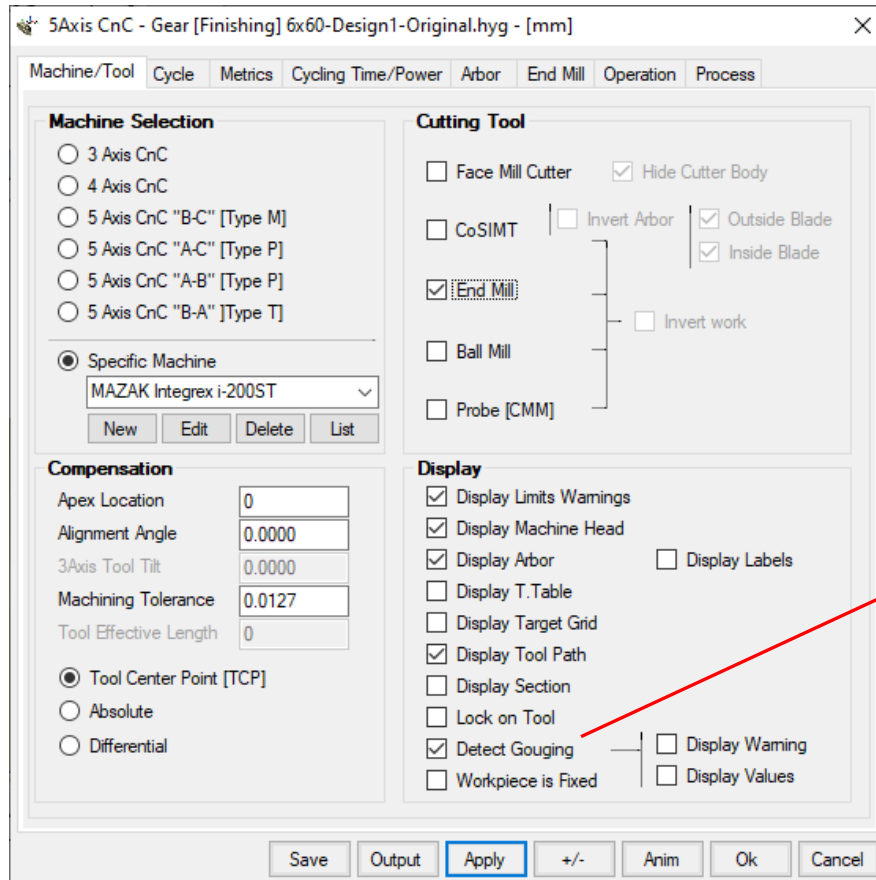 5Axis CnC - Gear [Finishing] 6x60-Design1-Original.hyg - [mm]
Machine/Tool Cycle Metrics Cycling Time/Power Arbor End Mill Operation Process
Machine Selection
3 Axis CnC
4 Axis CnC
5 Axis CnC "B-C" [Type M]
5 Axis CnC "A-C" [Type P]
5 Axis CnC "A-B" [Type P]
5 Axis CnC "B-A" ]Type T]
Specific Machine
MAZAK Integrex i-200ST
New Edit Delete List
Cutting Tool
Face Mill Cutter Hide Cutter Body
CoSIMT Invert Arbor Outside Blade
Inside Blade
End Mill
Invert work
Ball Mill
Probe [CMM]
Compensation
Apex Location 0
Alignment Angle 0.0000
3Axis Tool Tilt 0.0000
Machining Tolerance 0.0127
Tool Effective Length 0
Tool Center Point [TCP]
Absolute
Differential
Display
Display Limits Warnings
Display Machine Head
Display Arbor Display Labels
Display T.Table
Display Target Grid
Display Tool Path
Display Section
Lock on Tool
Detect Gouging Display Warning
Workpiece is Fixed Display Values
Save Output Apply +/- Anim Ok Cancel